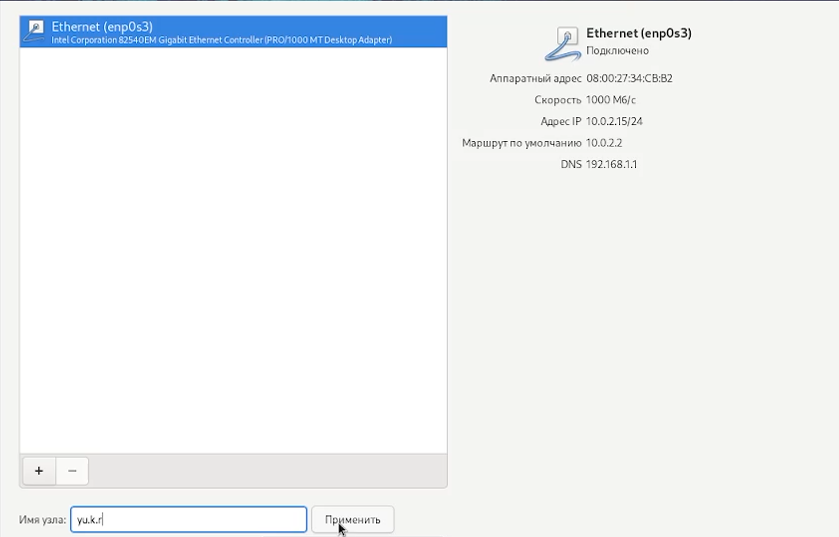 Ethernet (enp0s3)
Intel Corporation 82540EM Gigabit Ethernet Controller (PRO/1000 MT Desktop Adapter)
Ethernet (enp0s3)
Подключено
Аппаратный адрес 08:00:27:34:CB:B2
Скорость 1000 Мб/с
Адрес IP 10.0.2.15/24
Маршрут по умолчанию 10.0.2.2
DNS 192.168.1.1
+ −
Имя узла: yu.k.r Применить